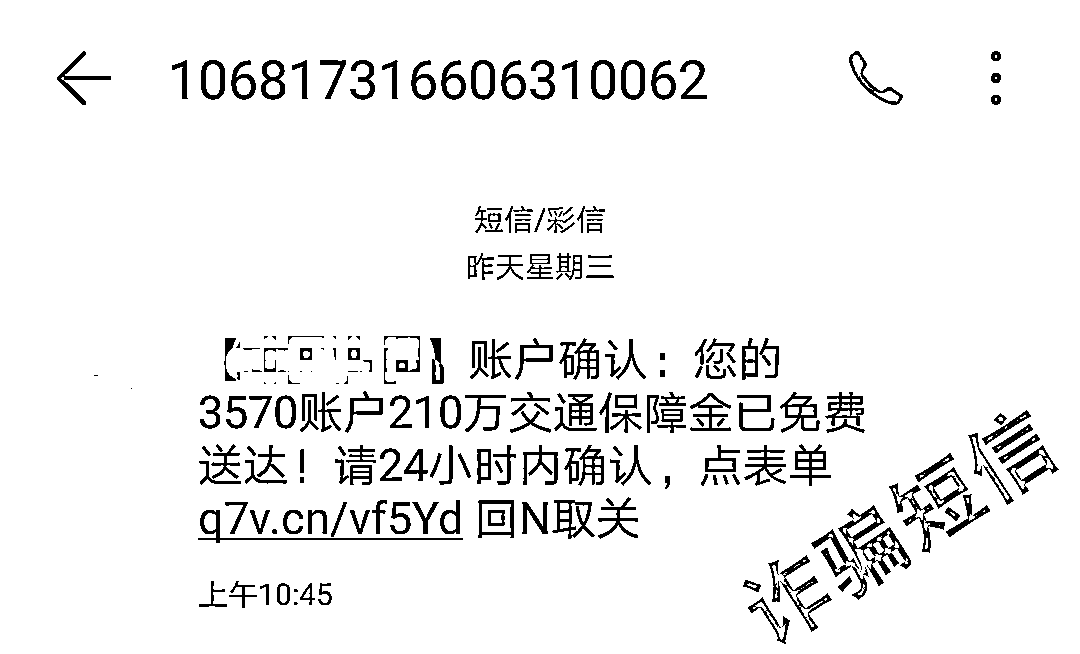 106817316606310062
短信/彩信
昨天星期三
【】账户确认：您的
3570账户210万交通保障金已免费
送达！请24小时内确认，点表单
q7v.cn/vf5Yd 回N取关
上午10:45
诈骗短信